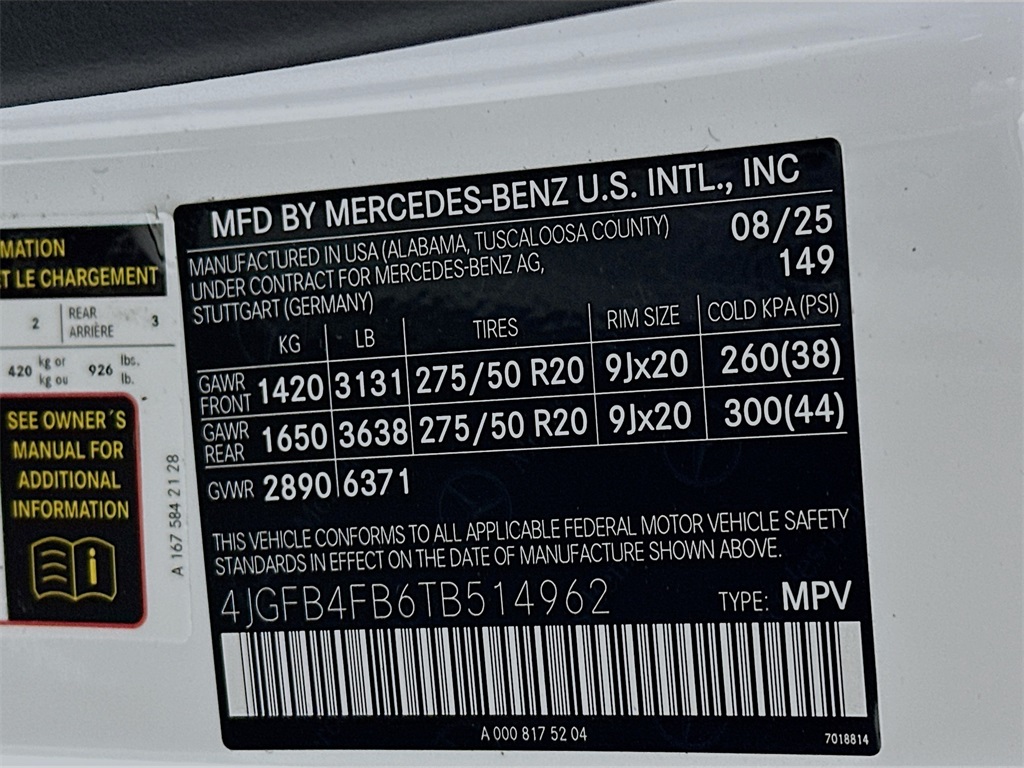 MATION
ET LE CHARGEMENT
2 REAR ARRIÈRE 3
420 kg or kg ou 926 lbs. lb.
SEE OWNER´S
MANUAL FOR
ADDITIONAL
INFORMATION
A 167 584 21 28
MFD BY MERCEDES-BENZ U.S. INTL., INC
MANUFACTURED IN USA (ALABAMA, TUSCALOOSA COUNTY) 08/25
UNDER CONTRACT FOR MERCEDES-BENZ AG, 149
STUTTGART (GERMANY)
KG LB TIRES RIM SIZE COLD KPA (PSI)
GAWR FRONT 1420 3131 275/50 R20 9Jx20 260(38)
GAWR REAR 1650 3638 275/50 R20 9Jx20 300(44)
GVWR 2890 6371
THIS VEHICLE CONFORMS TO ALL APPLICABLE FEDERAL MOTOR VEHICLE SAFETY
STANDARDS IN EFFECT ON THE DATE OF MANUFACTURE SHOWN ABOVE.
4JGFB4FB6TB514962 TYPE: MPV
A 000 817 52 04
7018814